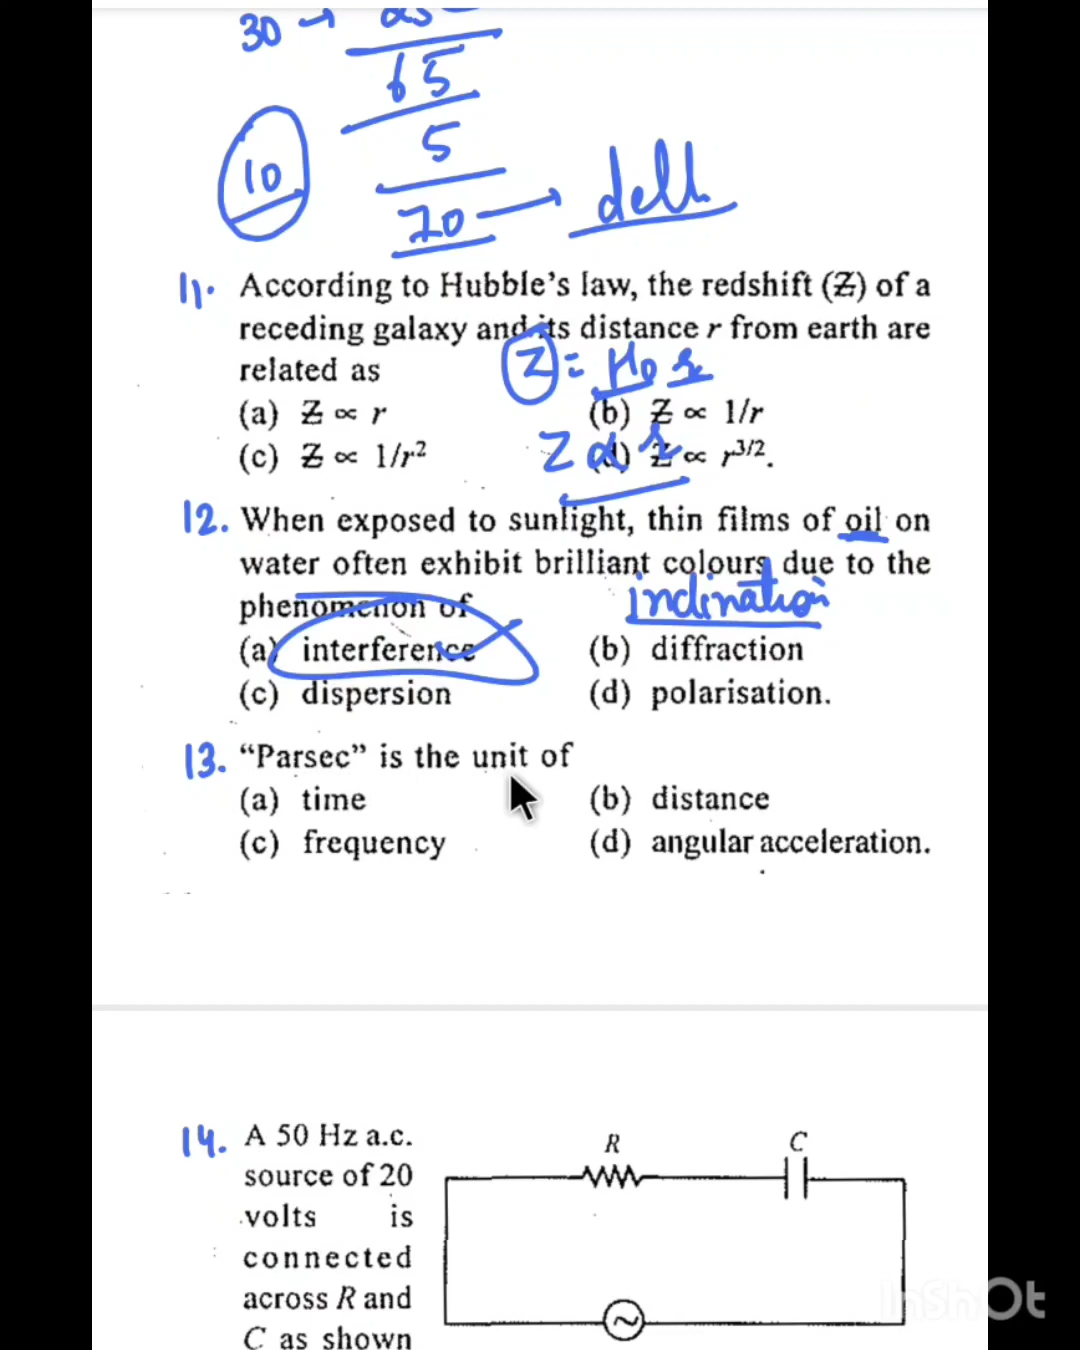 30 →
65
5
10
70 →
11. According to Hubble's law, the redshift (Z) of a
receding galaxy and its distance r from earth are
related as
Z = H₀ r
(a) Z ∝ r (b) Z ∝ 1/r
(c) Z ∝ 1/r² (d) Z ∝ r³/².
Z α r
12. When exposed to sunlight, thin films of oil on
water often exhibit brilliant colours due to the
phenomenon of
inclination
(a) interference (b) diffraction
(c) dispersion (d) polarisation.
13. "Parsec" is the unit of
(a) time (b) distance
(c) frequency (d) angular acceleration.
14. A 50 Hz a.c.
source of 20
volts is
connected
across R and
C as shown
R C
InShOt